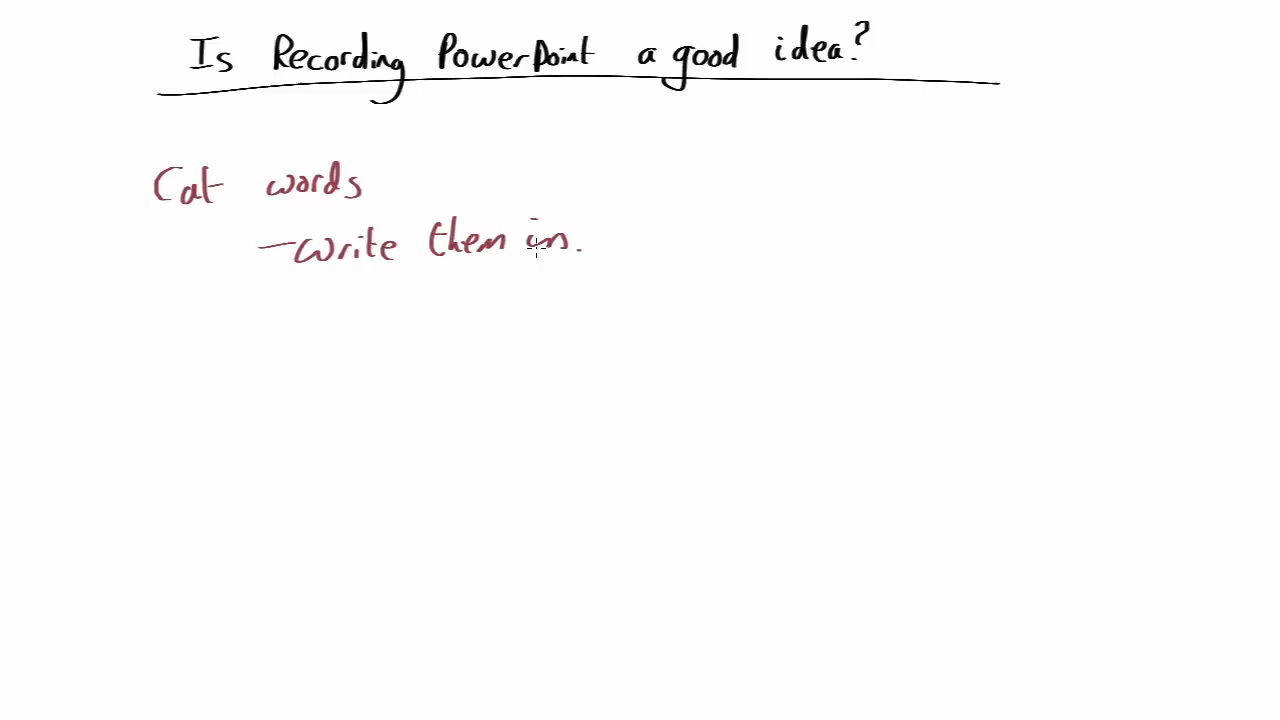 Is Recording PowerPoint a good idea?
Cat words
-write them in.